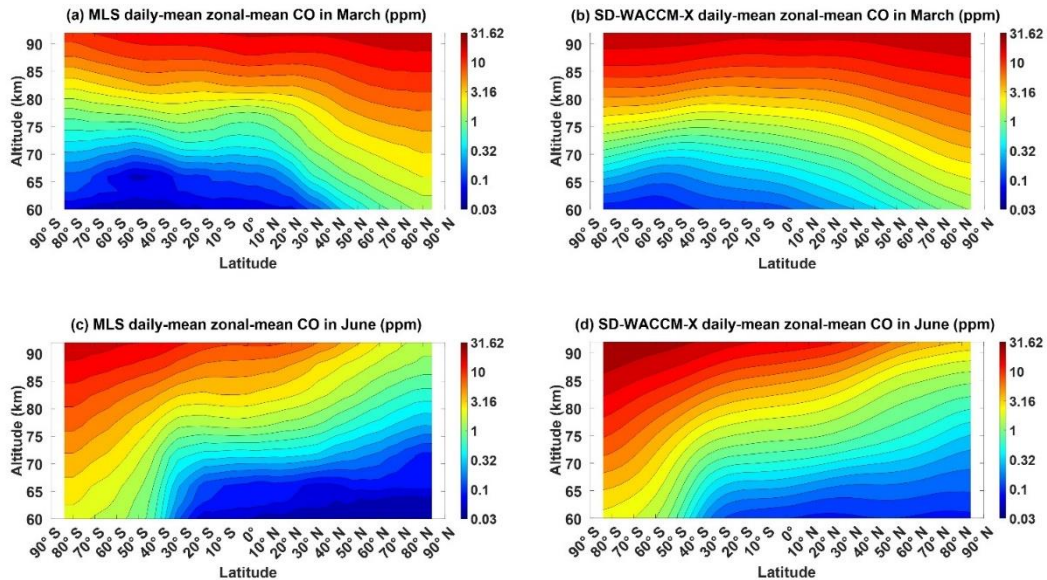 (a) MLS daily-mean zonal-mean CO in March (ppm)
Altitude (km)
90
85
80
75
70
65
60
90° S
80° S
70° S
60° S
50° S
40° S
30° S
20° S
10° S
0°
10° N
20° N
30° N
40° N
50° N
60° N
70° N
80° N
90° N
Latitude
31.62
10
3.16
1
0.32
0.1
0.03
(b) SD-WACCM-X daily-mean zonal-mean CO in March (ppm)
Altitude (km)
90
85
80
75
70
65
60
90° S
80° S
70° S
60° S
50° S
40° S
30° S
20° S
10° S
0°
10° N
20° N
30° N
40° N
50° N
60° N
70° N
80° N
90° N
Latitude
31.62
10
3.16
1
0.32
0.1
0.03
(c) MLS daily-mean zonal-mean CO in June (ppm)
Altitude (km)
90
85
80
75
70
65
60
90° S
80° S
70° S
60° S
50° S
40° S
30° S
20° S
10° S
0°
10° N
20° N
30° N
40° N
50° N
60° N
70° N
80° N
90° N
Latitude
31.62
10
3.16
1
0.32
0.1
0.03
(d) SD-WACCM-X daily-mean zonal-mean CO in June (ppm)
Altitude (km)
90
85
80
75
70
65
60
90° S
80° S
70° S
60° S
50° S
40° S
30° S
20° S
10° S
0°
10° N
20° N
30° N
40° N
50° N
60° N
70° N
80° N
90° N
Latitude
31.62
10
3.16
1
0.32
0.1
0.03